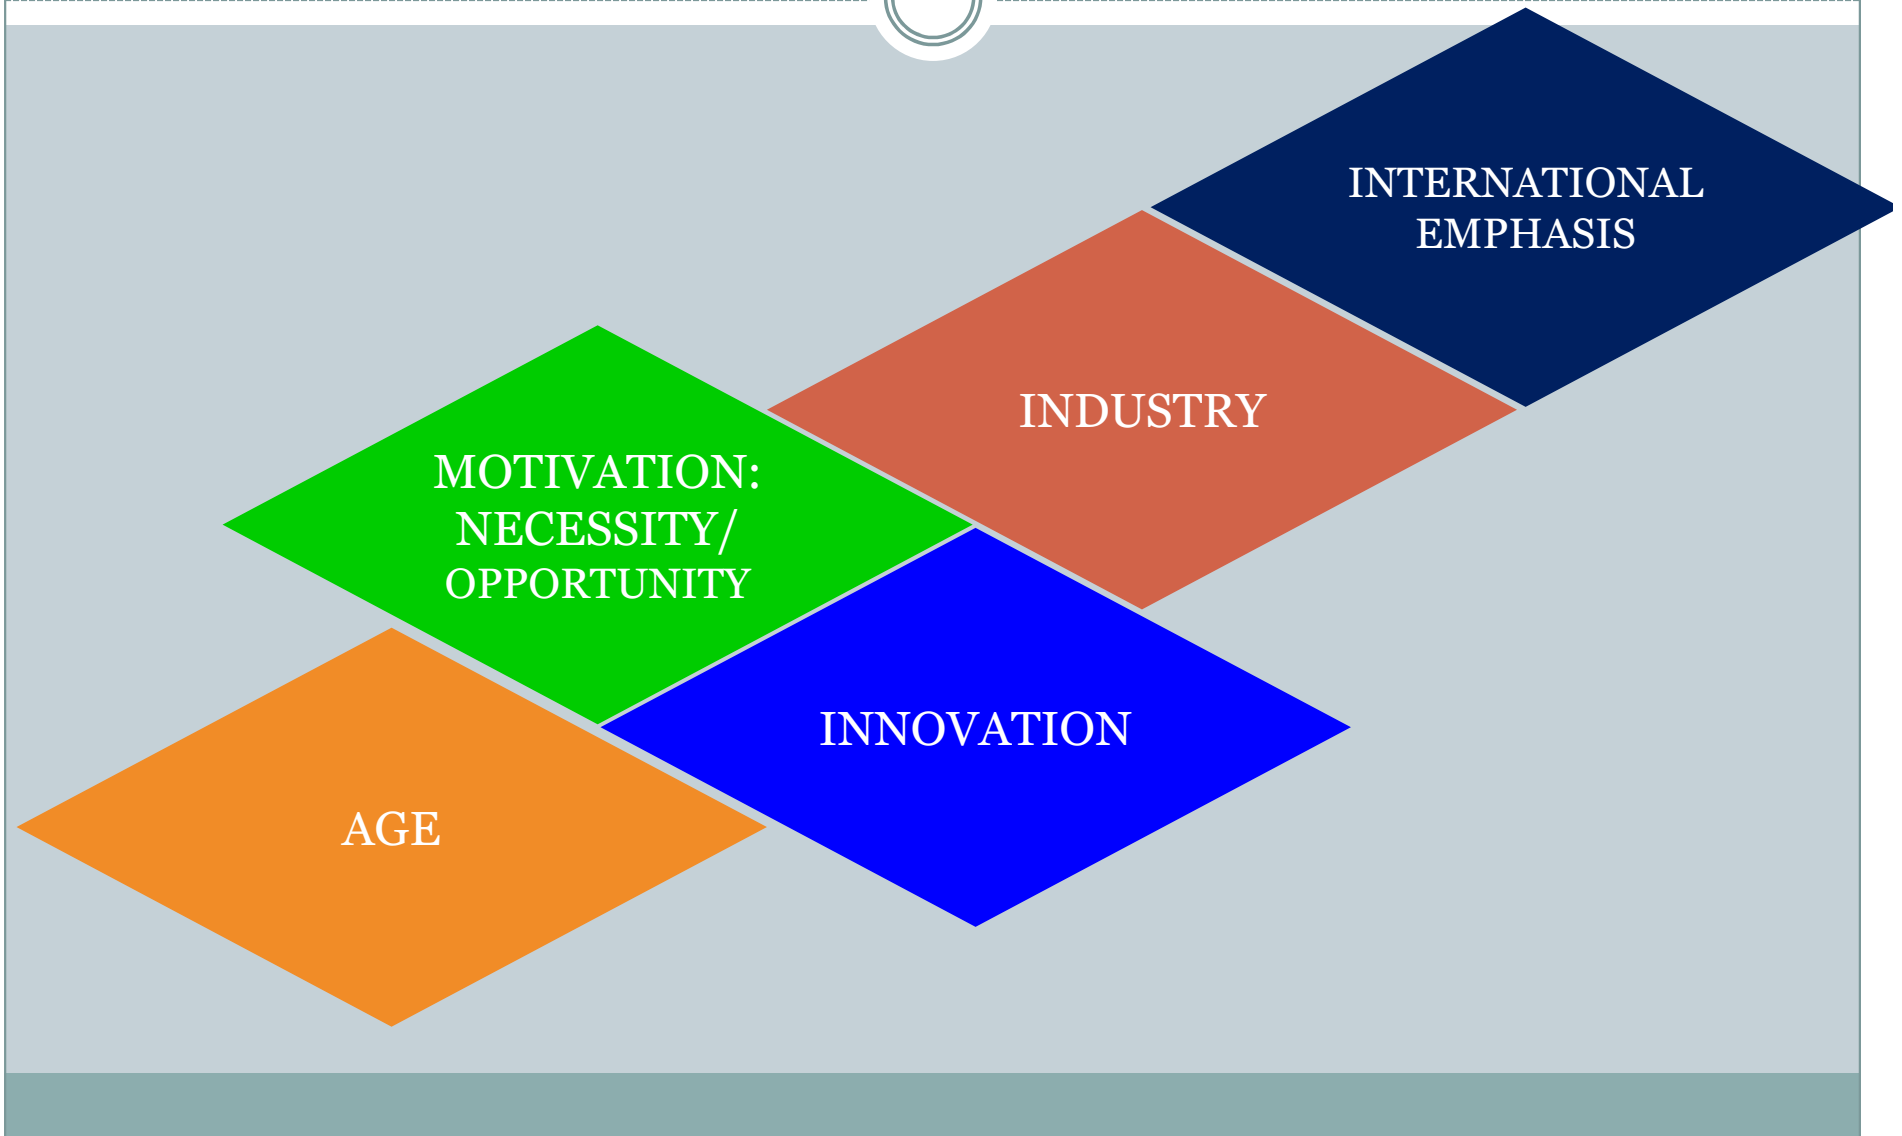 INTERNATIONAL
EMPHASIS
INDUSTRY
MOTIVATION:
NECESSITY/
OPPORTUNITY
INNOVATION
AGE